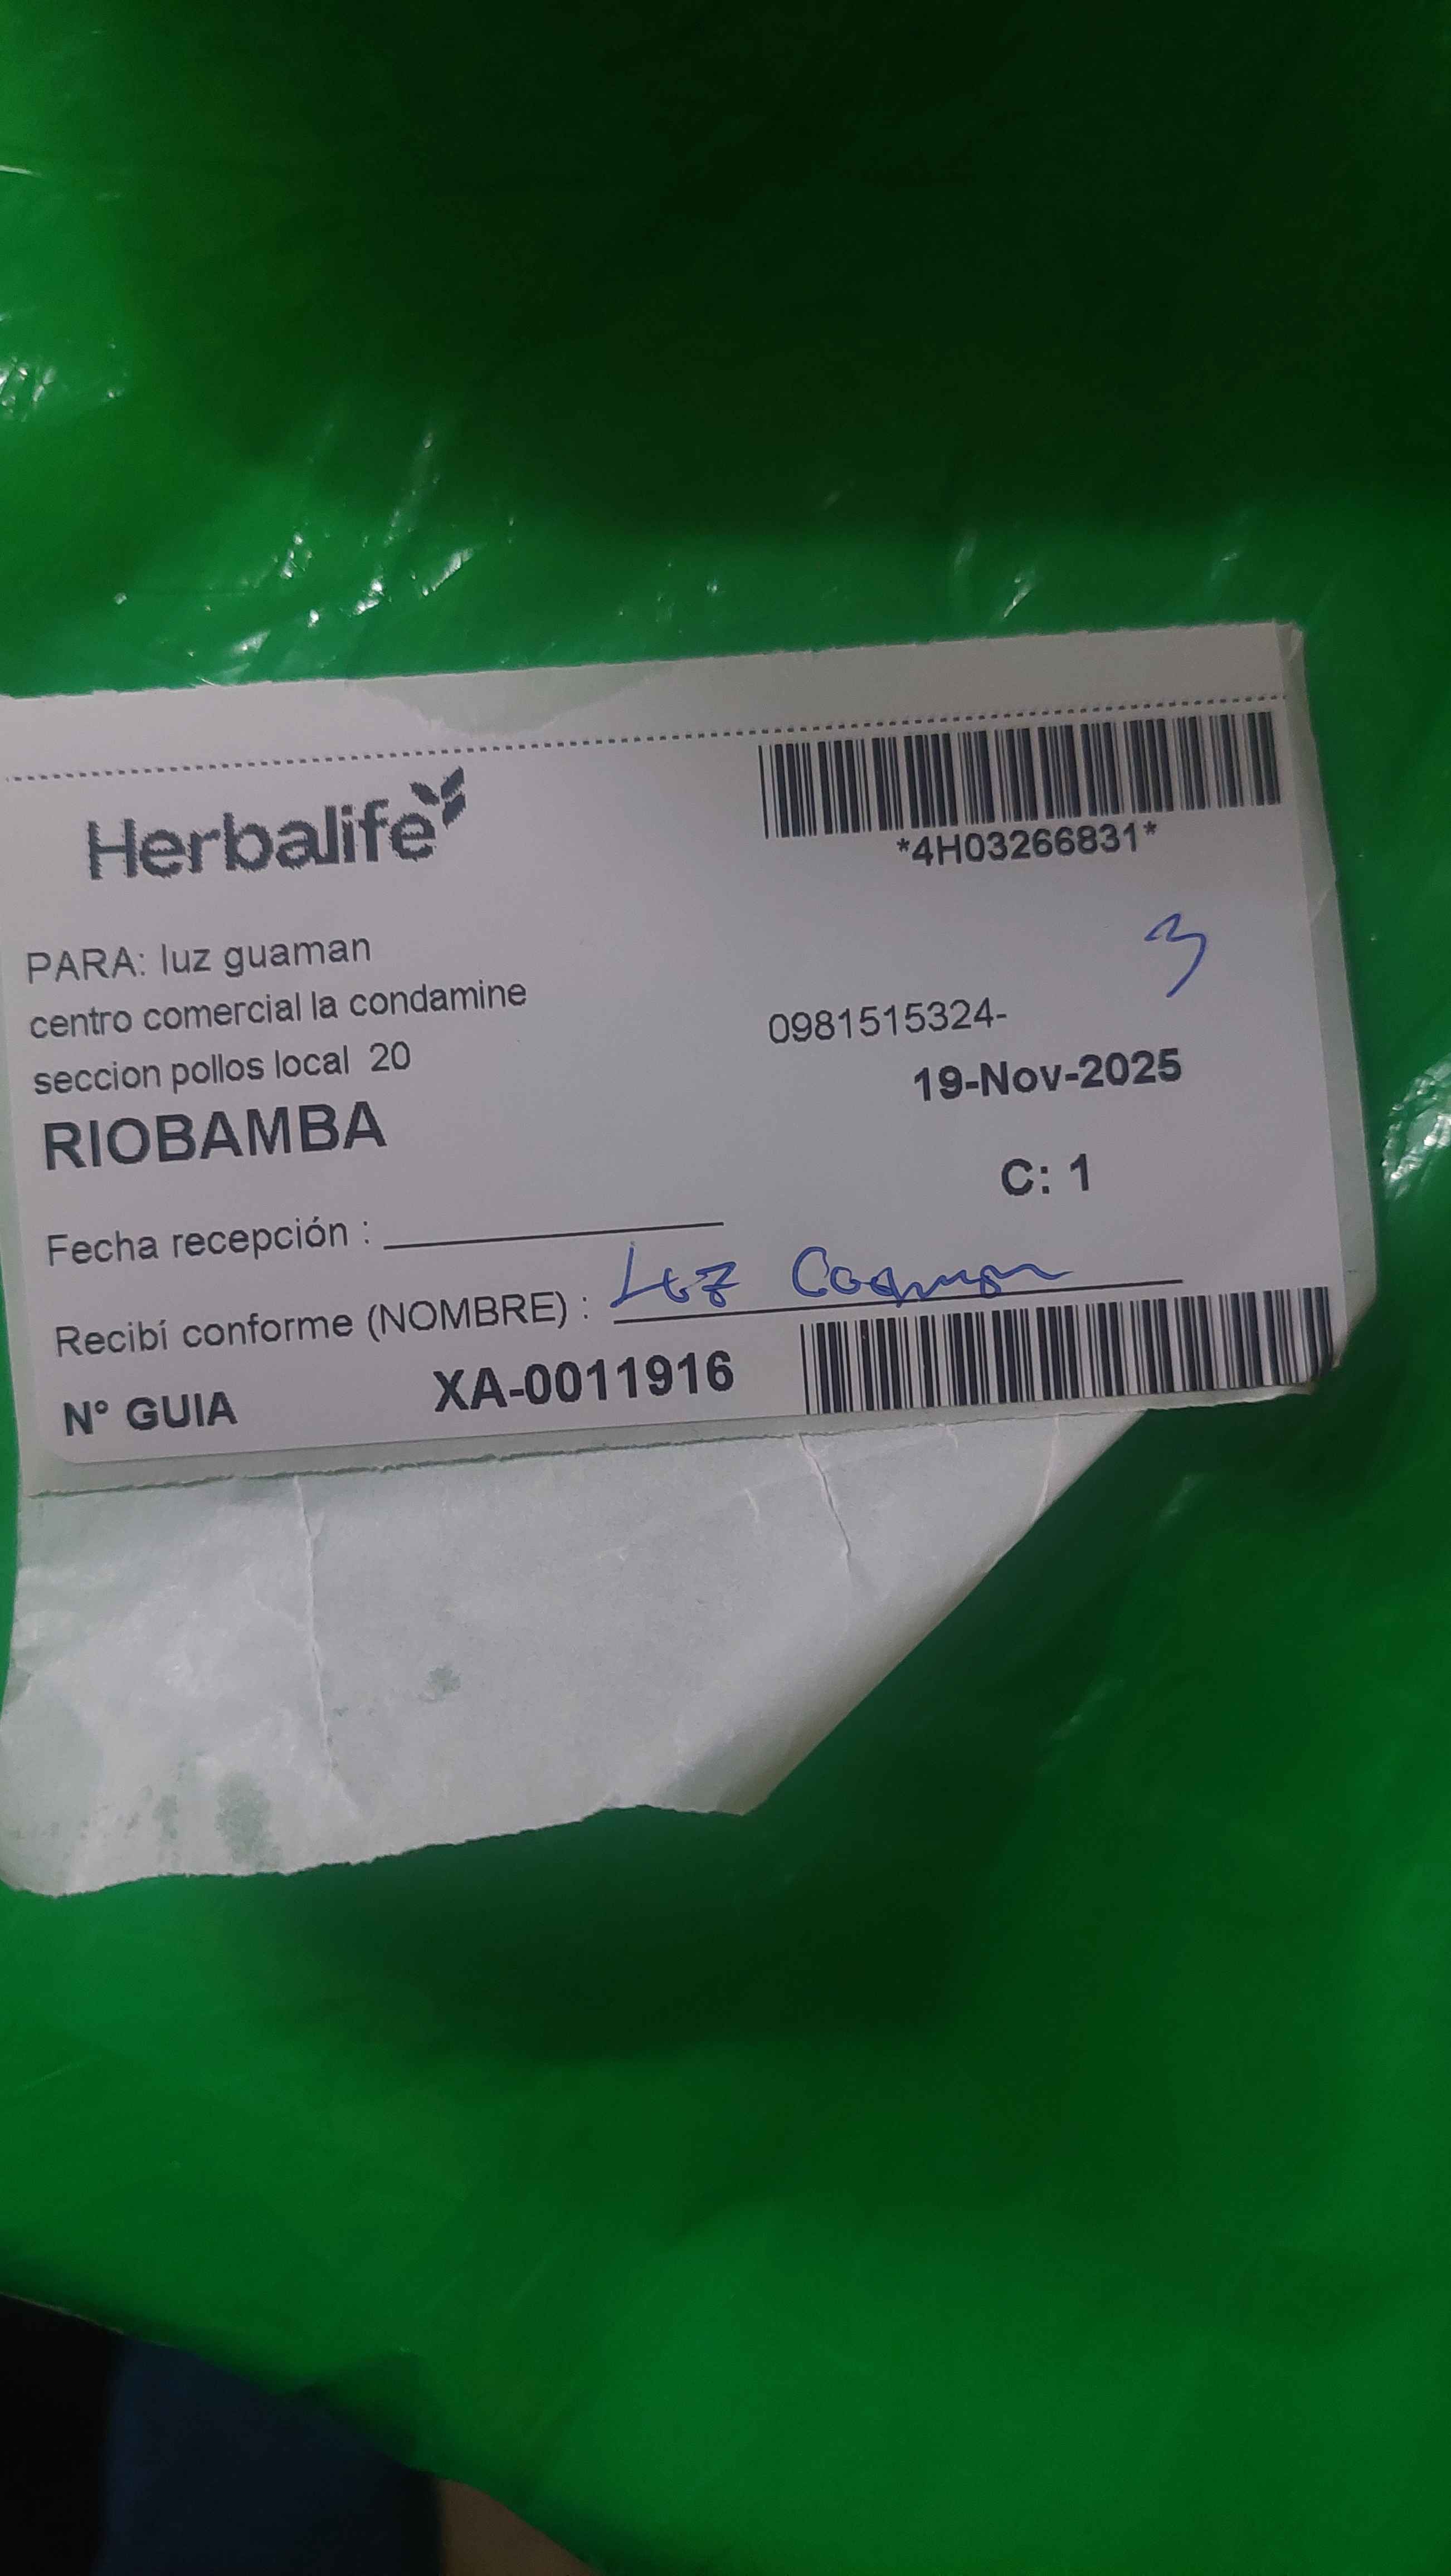 Herbalife
*4H03266831*
3
PARA: luz guaman
centro comercial la condamine
seccion pollos local 20
RIOBAMBA
0981515324-
19-Nov-2025
C: 1
Fecha recepción :
Recibí conforme (NOMBRE) : Luz
N° GUIA XA-0011916